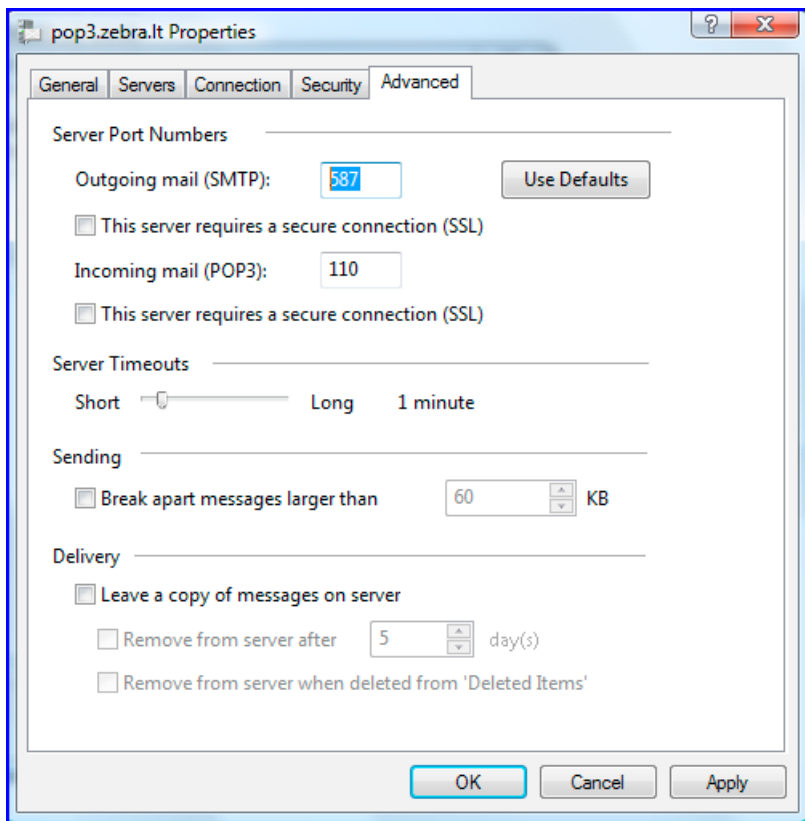 pop3.zebra.lt Properties
General Servers Connection Security Advanced
Server Port Numbers
Outgoing mail (SMTP): 587 Use Defaults
This server requires a secure connection (SSL)
Incoming mail (POP3): 110
This server requires a secure connection (SSL)
Server Timeouts
Short Long 1 minute
Sending
Break apart messages larger than 60 KB
Delivery
Leave a copy of messages on server
Remove from server after 5 day(s)
Remove from server when deleted from 'Deleted Items'
OK Cancel Apply